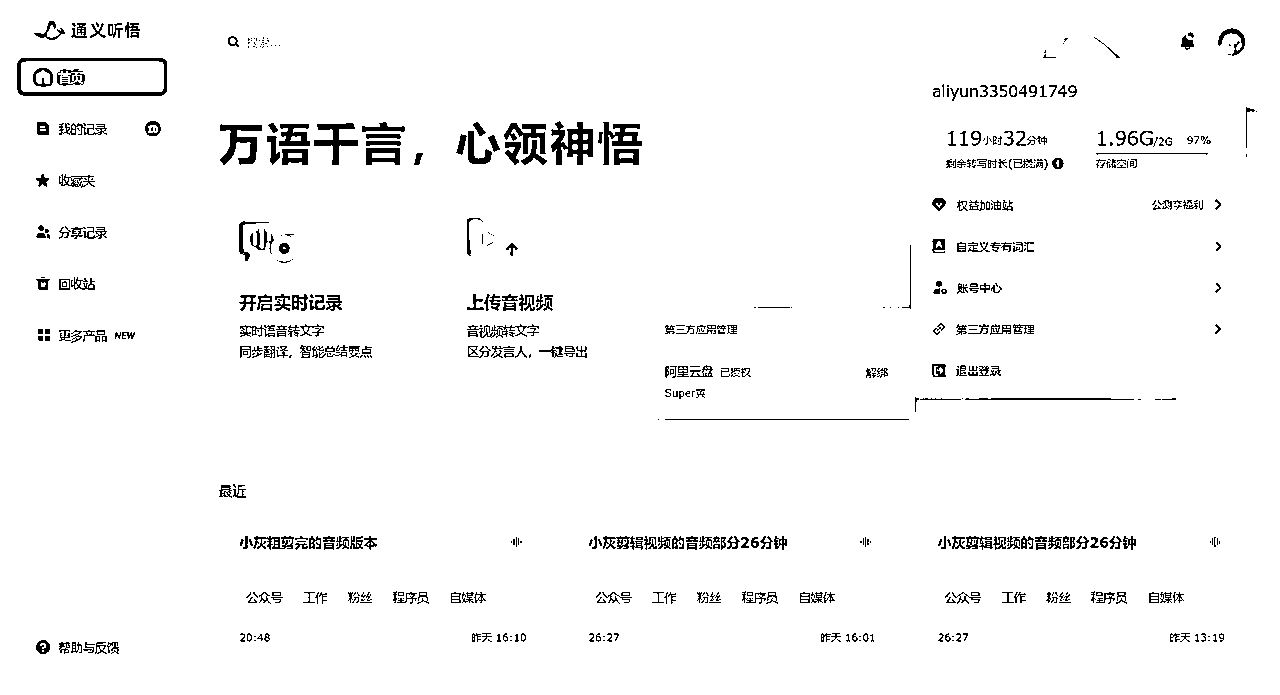 通义听悟
搜索...
首页
我的记录
收藏夹
分享记录
回收站
更多产品 NEW
帮助与反馈
万语千言，心领神悟
开启实时记录
实时语音转文字
同步翻译，智能总结要点
上传音视频
音视频转文字
区分发言人，一键导出
第三方应用管理
阿里云盘 已授权 解绑
Super英
aliyun3350491749
119小时32分钟
剩余转写时长(已授满)
1.96G/2G 97%
存储空间
权益加油站 公测享福利
自定义专有词汇
账号中心
第三方应用管理
退出登录
最近
小灰粗剪完的音频版本
公众号 工作 粉丝 程序员 自媒体
20:48 昨天 16:10
小灰剪辑视频的音频部分26分钟
公众号 工作 粉丝 程序员 自媒体
26:27 昨天 16:01
小灰剪辑视频的音频部分26分钟
公众号 工作 粉丝 程序员 自媒体
26:27 昨天 13:19